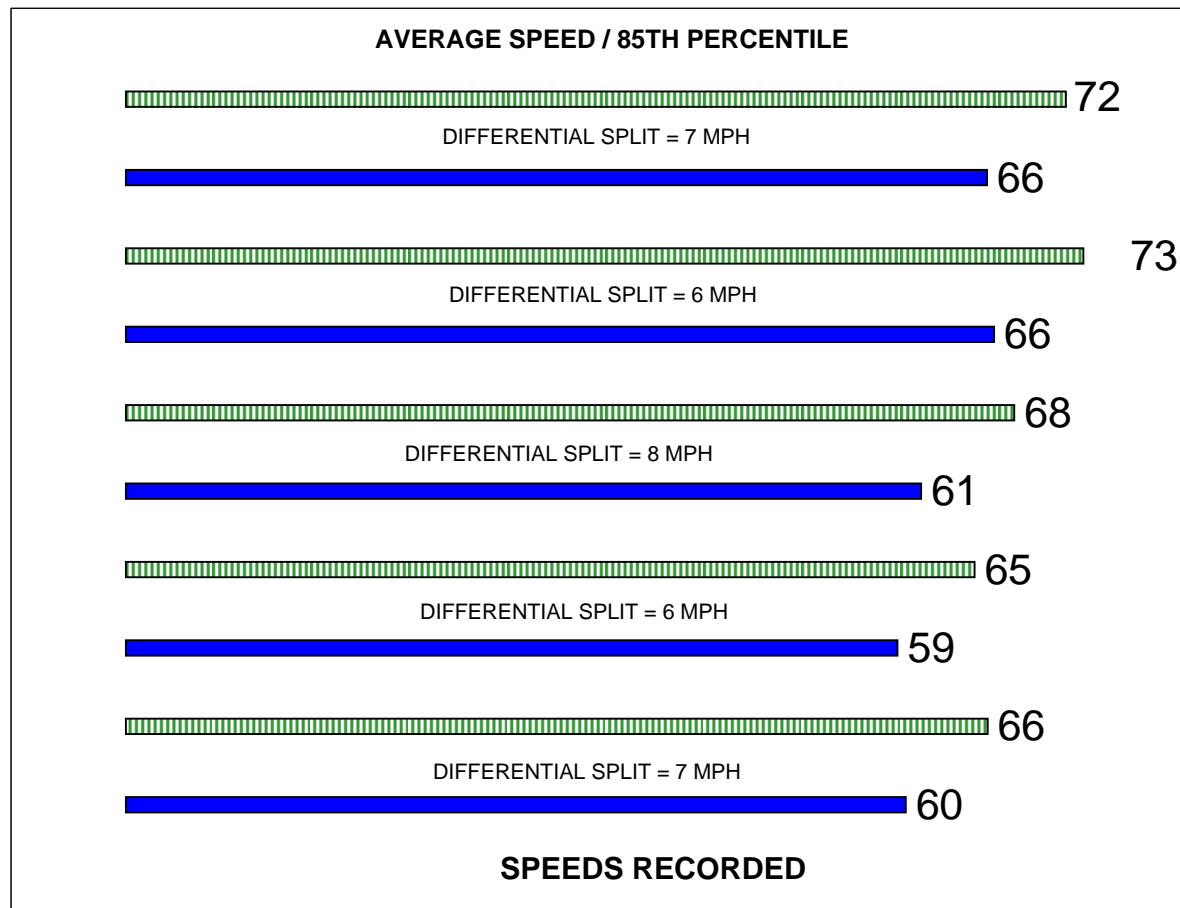 AVERAGE SPEED / 85TH PERCENTILE
72
DIFFERENTIAL SPLIT = 7 MPH
66
73
DIFFERENTIAL SPLIT = 6 MPH
66
68
DIFFERENTIAL SPLIT = 8 MPH
61
65
DIFFERENTIAL SPLIT = 6 MPH
59
66
DIFFERENTIAL SPLIT = 7 MPH
60
SPEEDS RECORDED